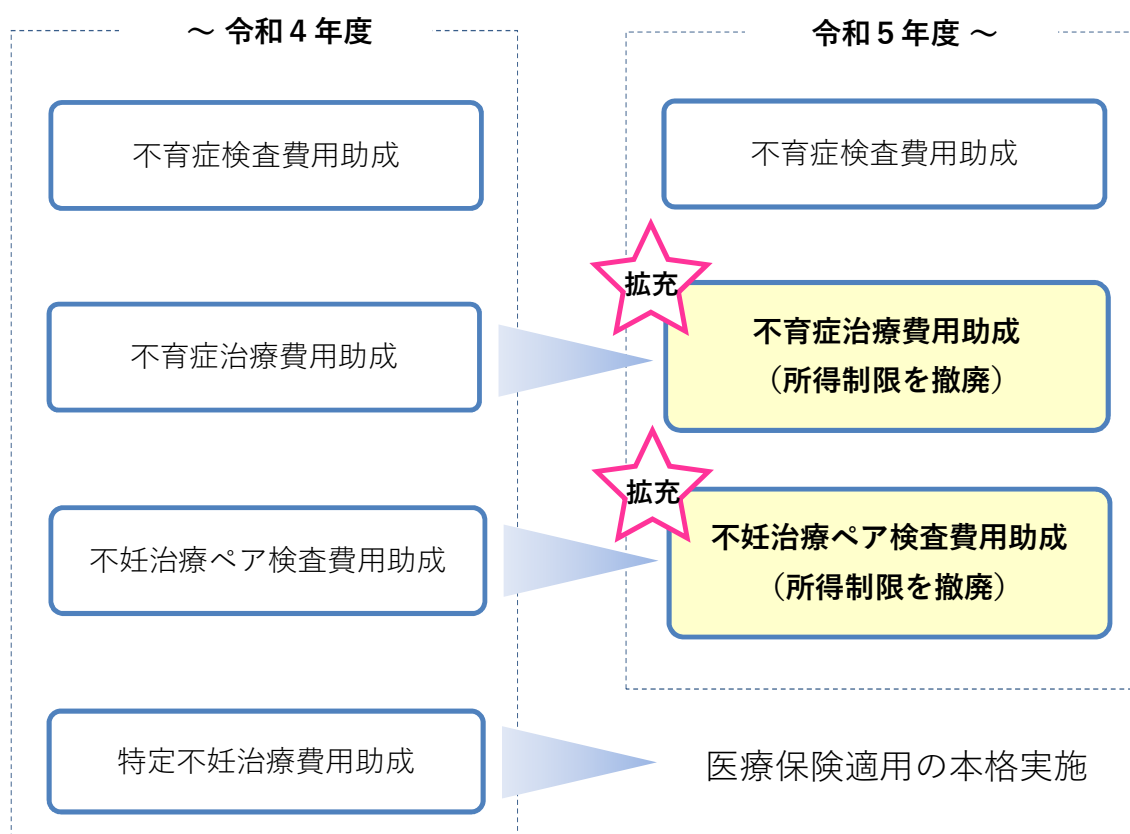 ～ 令和４年度
令和５年度 ～
不育症検査費用助成
不育症検査費用助成
不育症治療費用助成
拡充
不育症治療費用助成
（所得制限を撤廃）
不妊治療ペア検査費用助成
拡充
不妊治療ペア検査費用助成
（所得制限を撤廃）
特定不妊治療費用助成
医療保険適用の本格実施